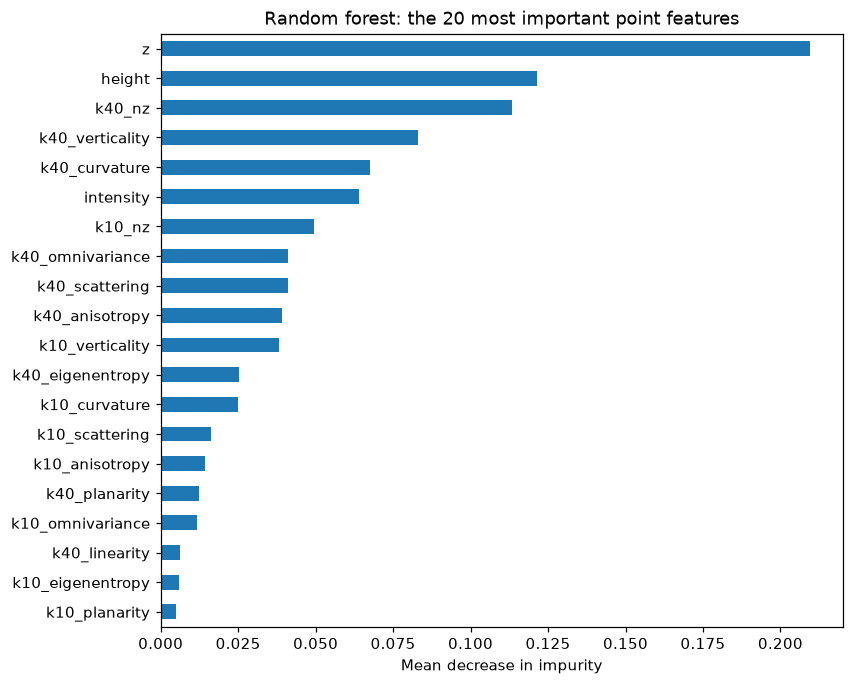 Random forest: the 20 most important point features
z
height
k40_nz
k40_verticality
k40_curvature
intensity
k10_nz
k40_omnivariance
k40_scattering
k40_anisotropy
k10_verticality
k40_eigenentropy
k10_curvature
k10_scattering
k10_anisotropy
k40_planarity
k10_omnivariance
k40_linearity
k10_eigenentropy
k10_planarity
0.000 0.025 0.050 0.075 0.100 0.125 0.150 0.175 0.200
Mean decrease in impurity